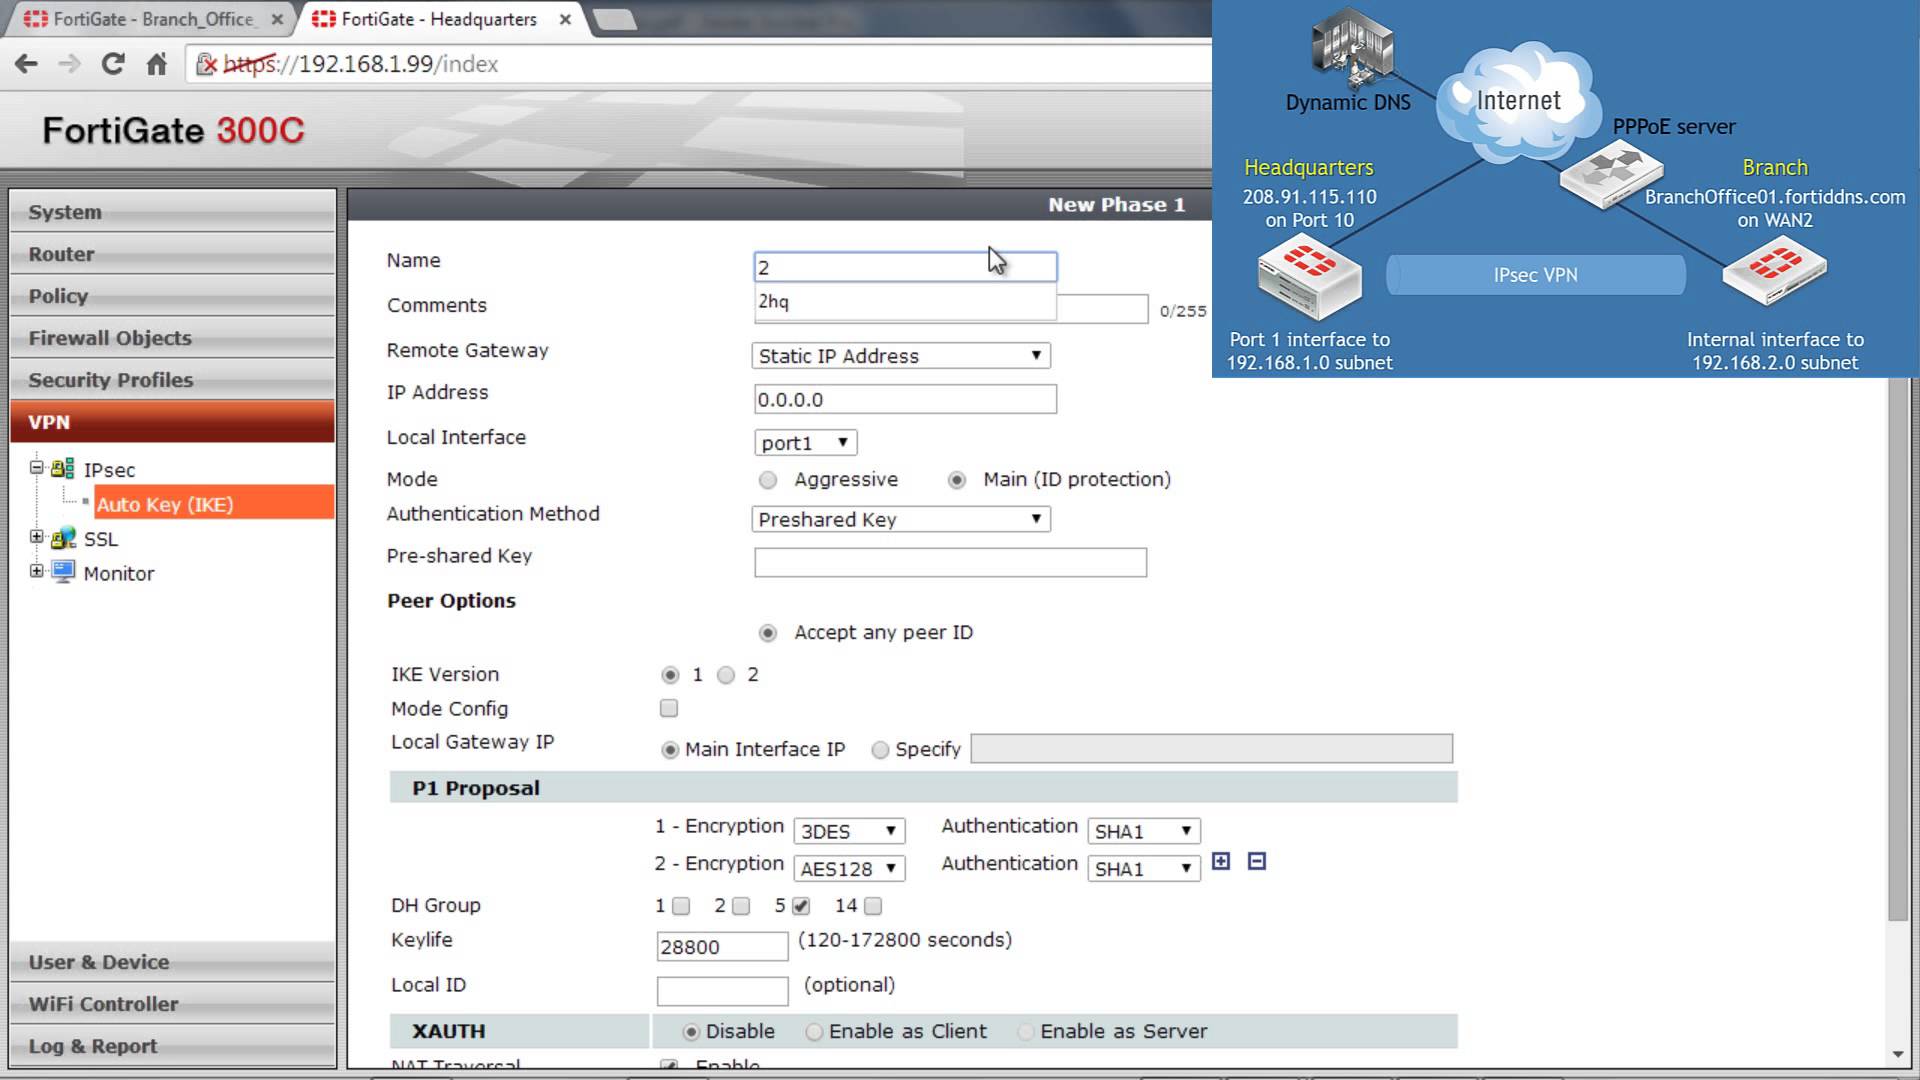 FortiGate - Branch_Office_
FortiGate - Headquarters
https://192.168.1.99/index
FortiGate 300C
System
Router
Policy
Firewall Objects
Security Profiles
VPN
IPsec
Auto Key (IKE)
SSL
Monitor
User & Device
WiFi Controller
Log & Report
New Phase 1
Name 2
2hq
Comments 0/255
Remote Gateway Static IP Address
IP Address 0.0.0.0
Local Interface port1
Mode Aggressive Main (ID protection)
Authentication Method Preshared Key
Pre-shared Key
Peer Options
Accept any peer ID
IKE Version 1 2
Mode Config
Local Gateway IP Main Interface IP Specify
P1 Proposal
1 - Encryption 3DES Authentication SHA1
2 - Encryption AES128 Authentication SHA1
DH Group 1 2 5 14
Keylife 28800 (120-172800 seconds)
Local ID (optional)
XAUTH Disable Enable as Client Enable as Server
NAT Traversal Enable
Dynamic DNS
Internet
PPPoE server
Headquarters
208.91.115.110
on Port 10
Branch
BranchOffice01.fortiddns.com
on WAN2
IPsec VPN
Port 1 interface to
192.168.1.0 subnet
Internal interface to
192.168.2.0 subnet